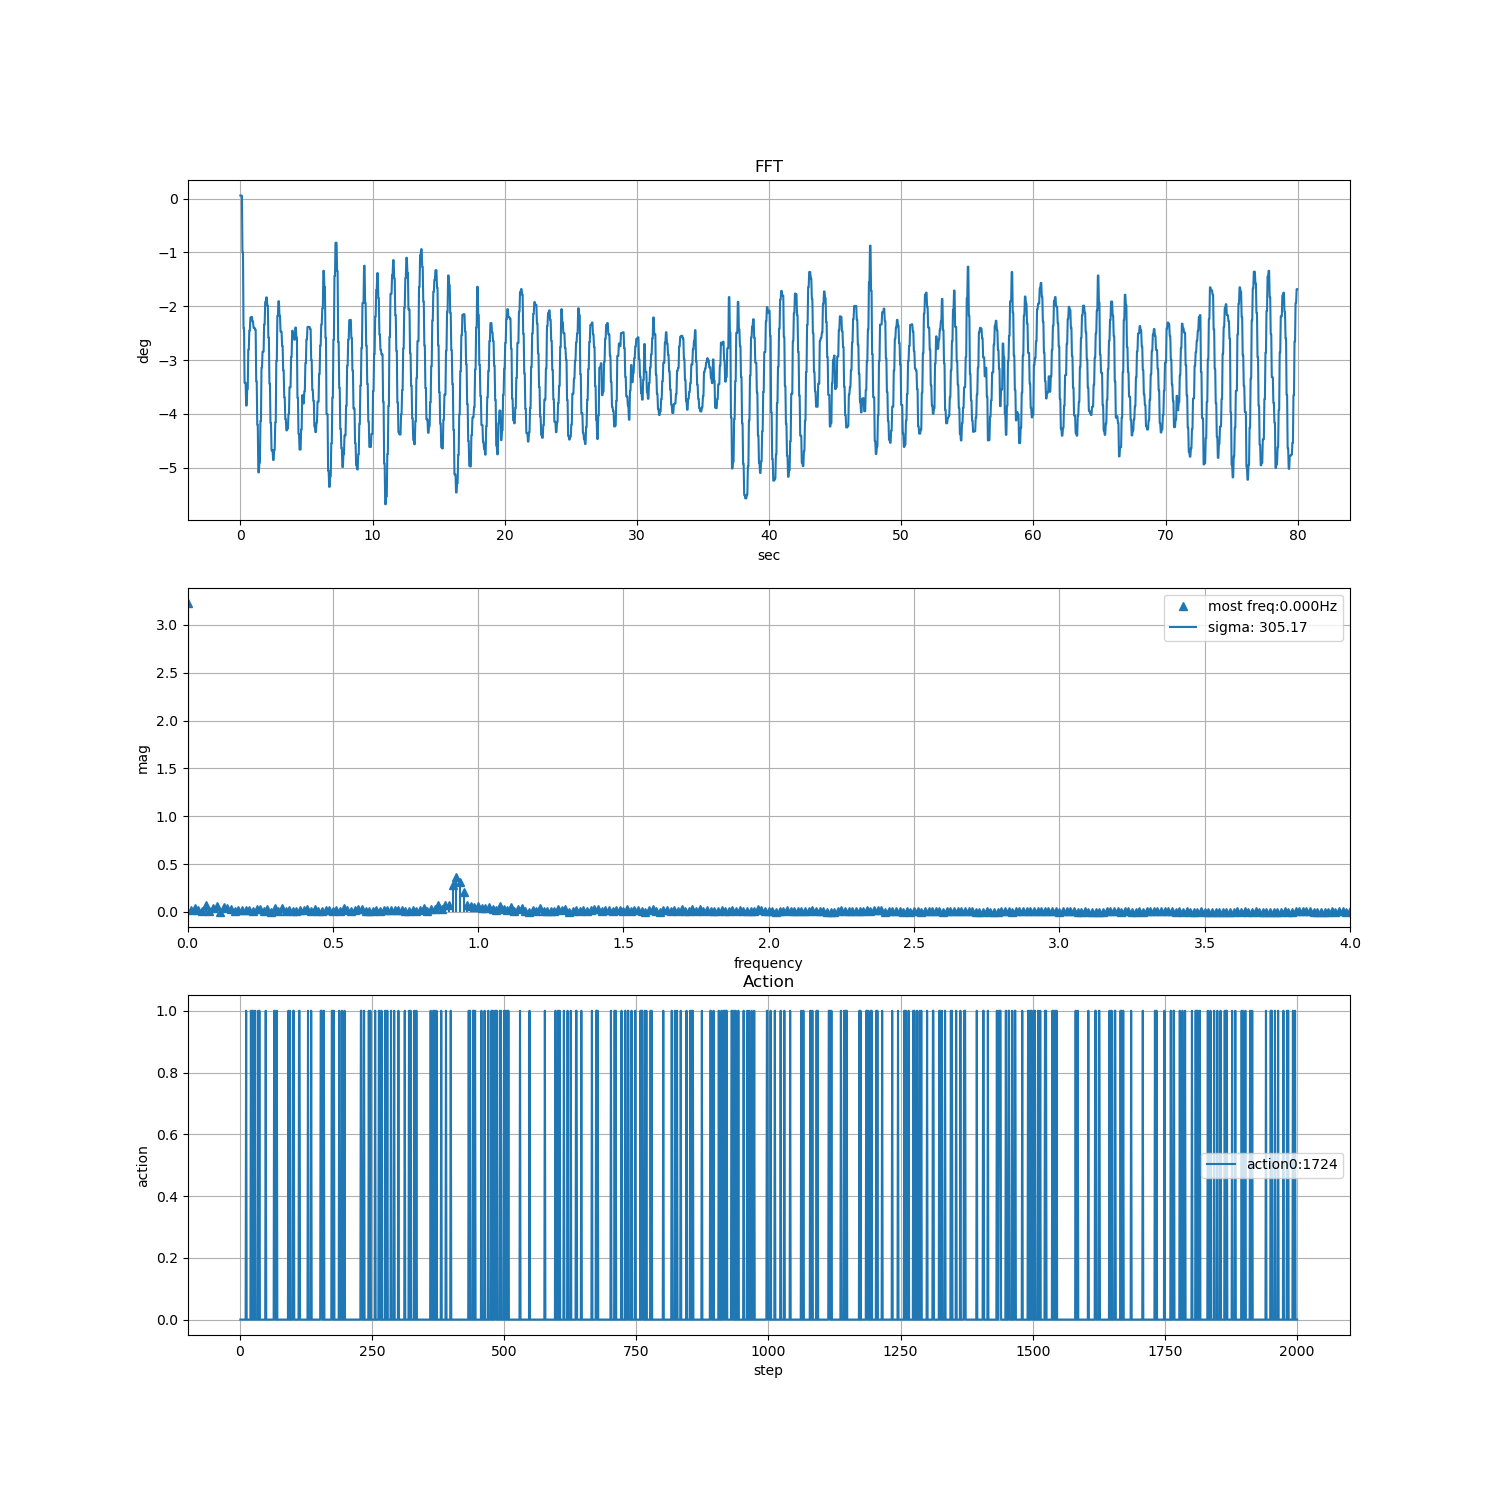 FFT
0
−1
−2
−3
−4
−5
deg
0 10 20 30 40 50 60 70 80
sec
most freq:0.000Hz
sigma: 305.17
3.0
2.5
2.0
1.5
1.0
0.5
0.0
mag
0.0 0.5 1.0 1.5 2.0 2.5 3.0 3.5 4.0
frequency
Action
1.0
0.8
0.6
0.4
0.2
0.0
action
action0:1724
0 250 500 750 1000 1250 1500 1750 2000
step